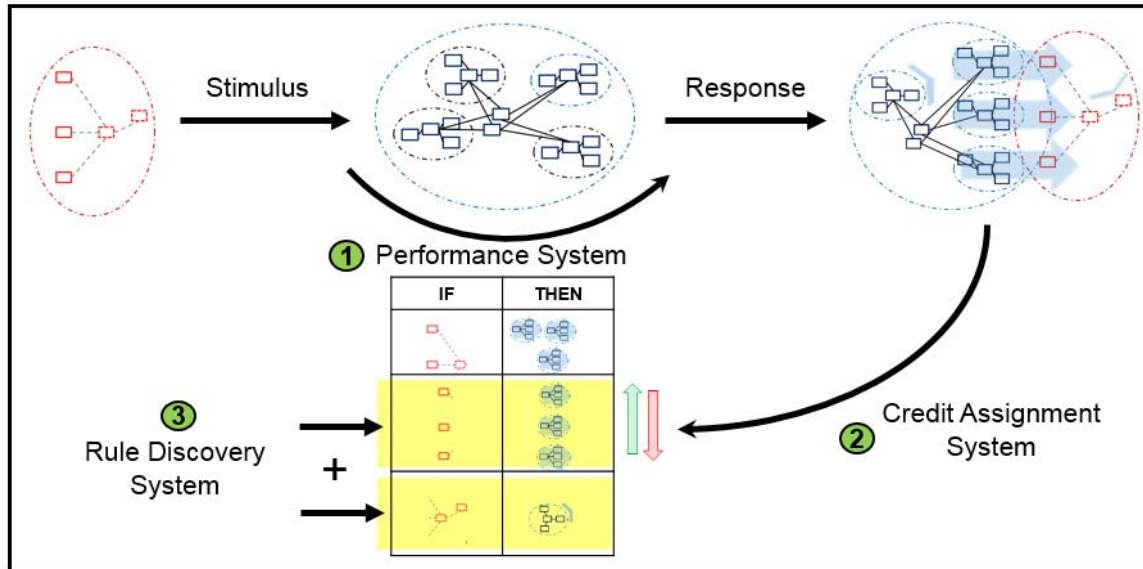 Stimulus
Response
1 Performance System
IF THEN
3
Rule Discovery
System
+
2 Credit Assignment
System